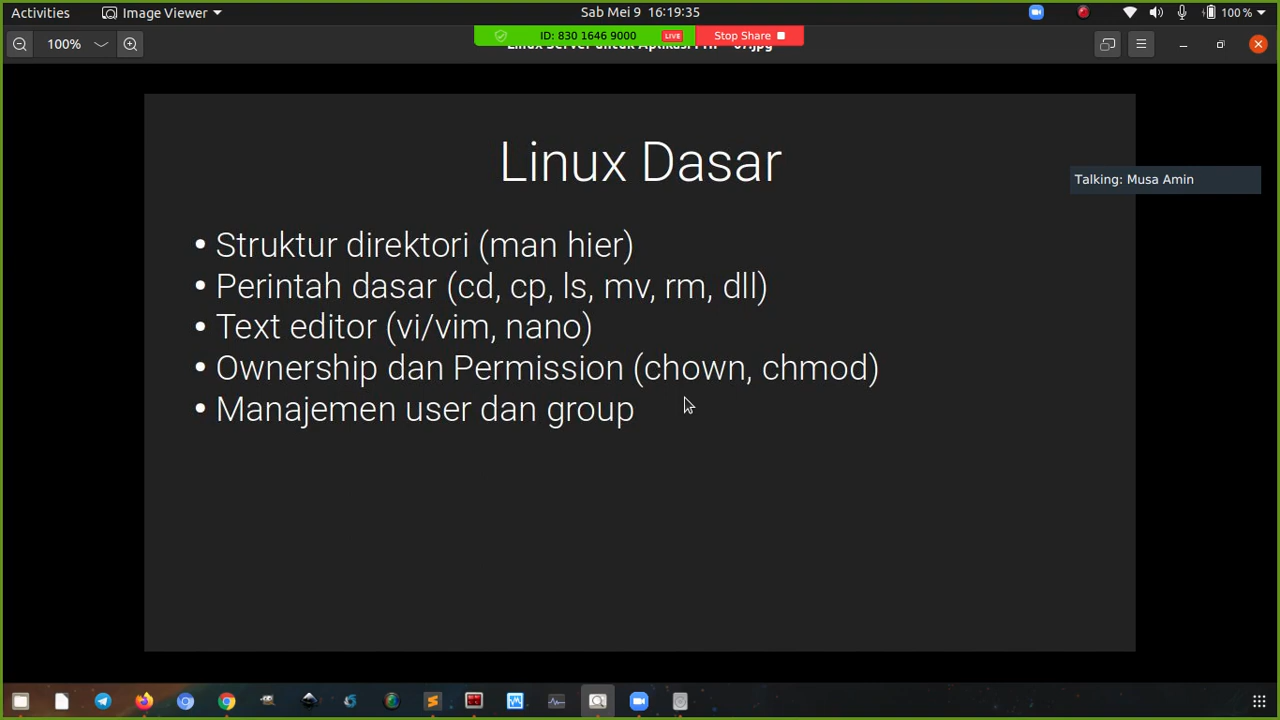 Activities
Image Viewer
Sab Mei 9 16:19:35
100 %
100%
ID: 830 1646 9000
LIVE
Stop Share
Linux Dasar
Talking: Musa Amin
• Struktur direktori (man hier)
• Perintah dasar (cd, cp, ls, mv, rm, dll)
• Text editor (vi/vim, nano)
• Ownership dan Permission (chown, chmod)
• Manajemen user dan group